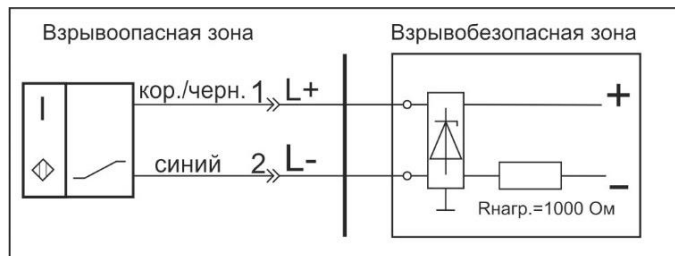 Взрывоопасная зона
Взрывобезопасная зона
I
кор./черн. 1 L+
+
синий 2 L-
−
Rнагр.=1000 Ом